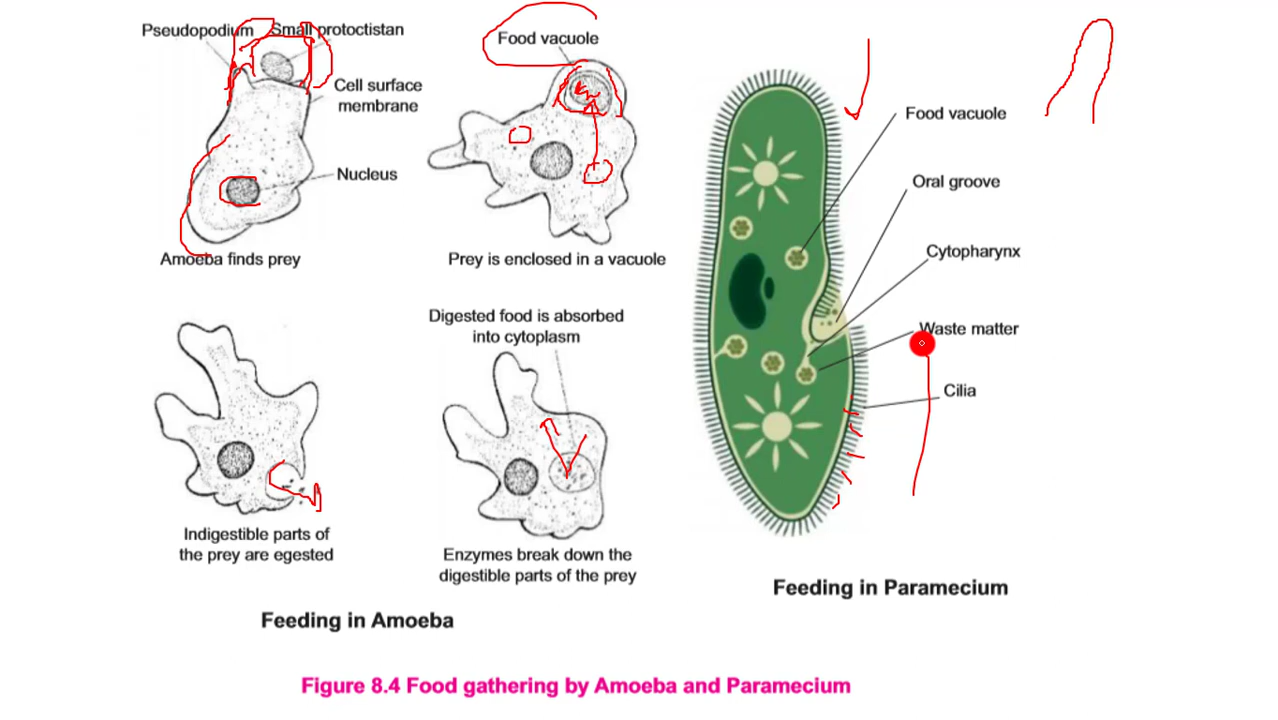 Pseudopodium
Small protoctistan
Cell surface
membrane
Nucleus
Amoeba finds prey
Food vacuole
Prey is enclosed in a vacuole
Indigestible parts of
the prey are egested
Digested food is absorbed
into cytoplasm
Enzymes break down the
digestible parts of the prey
Feeding in Amoeba
Food vacuole
Oral groove
Cytopharynx
Waste matter
Cilia
Feeding in Paramecium
Figure 8.4 Food gathering by Amoeba and Paramecium